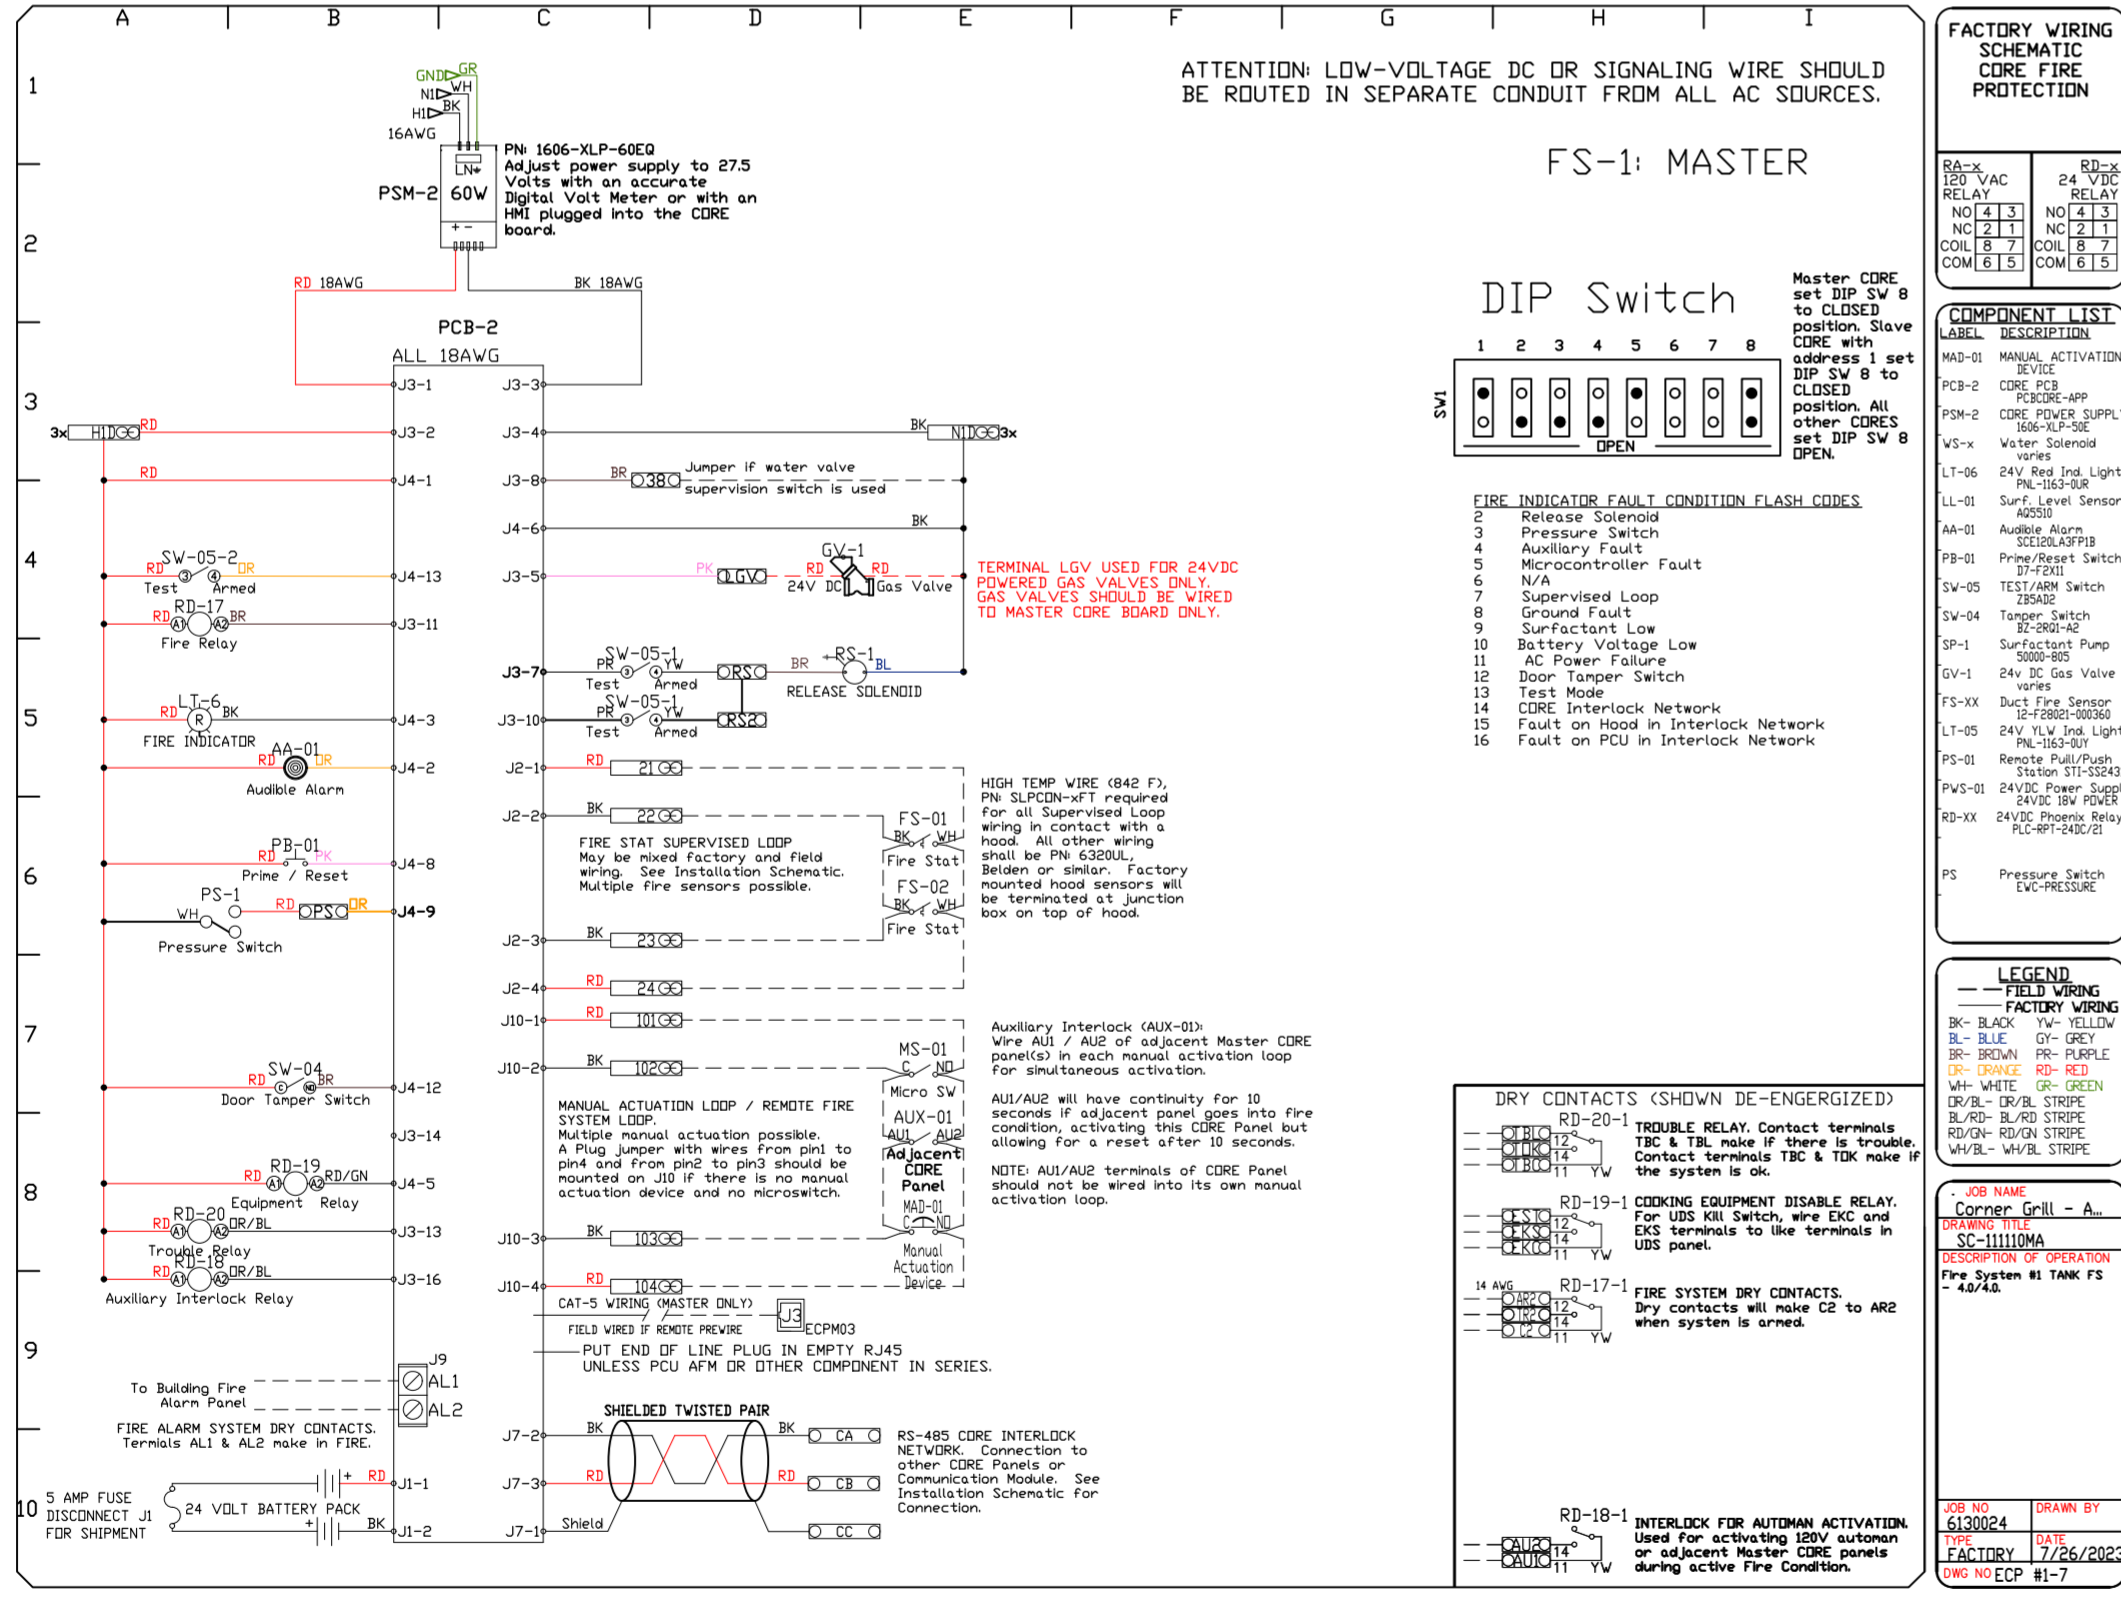 A B C D E F G H I
1
2
3
4
5
6
7
8
9
10
GND GR
N1 WH
H1 BK
16AWG
LN
PSM-2 60W
+ -
PN: 1606-XLP-60EQ
Adjust power supply to 27.5
Volts with an accurate
Digital Volt Meter or with an
HMI plugged into the CORE
board.
RD 18AWG
BK 18AWG
PCB-2
ALL 18AWG
J3-1 J3-3
3x H1D RD J3-2 J3-4 BK N1D 3x
RD J4-1 J3-8 BR 38 Jumper if water valve
supervision switch is used
J4-6 BK
SW-05-2
RD 3 4 OR J4-13
Test Armed
J3-5 PK LGV RD GV-1 RD
24V DC Gas Valve
TERMINAL LGV USED FOR 24VDC
POWERED GAS VALVES ONLY.
GAS VALVES SHOULD BE WIRED
TO MASTER CORE BOARD ONLY.
RD-17
RD A1 A2 BR J3-11
Fire Relay
SW-05-1
J3-7 PR 3 4 YW RS BR RS-1 BL
Test Armed
RELEASE SOLENOID
SW-05-1
J3-10 PR 3 4 YW RS2
Test Armed
LT-6
RD R BK J4-3
FIRE INDICATOR
AA-01
RD OR J4-2
Audible Alarm
J2-1 RD 21
J2-2 BK 22
FIRE STAT SUPERVISED LOOP
May be mixed factory and field
wiring. See Installation Schematic.
Multiple fire sensors possible.
FS-01
BK WH
Fire Stat
FS-02
BK WH
Fire Stat
HIGH TEMP WIRE (842 F),
PN: SLPCON-xFT required
for all Supervised Loop
wiring in contact with a
hood. All other wiring
shall be PN: 6320UL,
Belden or similar. Factory
mounted hood sensors will
be terminated at junction
box on top of hood.
PB-01
RD PK J4-8
Prime / Reset
PS-1
WH RD PS OR J4-9
Pressure Switch
J2-3 BK 23
J2-4 RD 24
J10-1 RD 101
J10-2 BK 102
MS-01
C NO
Micro SW
AUX-01
AU1 AU2
Adjacent
CORE
Panel
MAD-01
C NO
Manual
Actuation
Device
Auxiliary Interlock (AUX-01):
Wire AU1 / AU2 of adjacent Master CORE
panel(s) in each manual activation loop
for simultaneous activation.
AU1/AU2 will have continuity for 10
seconds if adjacent panel goes into fire
condition, activating this CORE Panel but
allowing for a reset after 10 seconds.
NOTE: AU1/AU2 terminals of CORE Panel
should not be wired into its own manual
activation loop.
SW-04
RD C NO BR J4-12
Door Tamper Switch
MANUAL ACTUATION LOOP / REMOTE FIRE
SYSTEM LOOP.
Multiple manual actuation possible.
A Plug jumper with wires from pin1 to
pin4 and from pin2 to pin3 should be
mounted on J10 if there is no manual
actuation device and no microswitch.
J3-14
RD-19
RD A1 A2 RD/GN J4-5
Equipment Relay
RD-20
RD A1 A2 OR/BL J3-13
Trouble Relay
RD-18
RD A1 A2 OR/BL J3-16
Auxiliary Interlock Relay
J10-3 BK 103
J10-4 RD 104
CAT-5 WIRING (MASTER ONLY)
J3
FIELD WIRED IF REMOTE PREWIRE ECPM03
PUT END OF LINE PLUG IN EMPTY RJ45
UNLESS PCU AFM OR OTHER COMPONENT IN SERIES.
J9
AL1
AL2
To Building Fire
Alarm Panel
FIRE ALARM SYSTEM DRY CONTACTS.
Termials AL1 & AL2 make in FIRE.
5 AMP FUSE
DISCONNECT J1
FOR SHIPMENT
24 VOLT BATTERY PACK
+ RD J1-1
+ BK J1-2
SHIELDED TWISTED PAIR
J7-2 BK BK CA
J7-3 RD RD CB
J7-1 Shield CC
RS-485 CORE INTERLOCK
NETWORK. Connection to
other CORE Panels or
Communication Module. See
Installation Schematic for
Connection.
ATTENTION: LOW-VOLTAGE DC OR SIGNALING WIRE SHOULD
BE ROUTED IN SEPARATE CONDUIT FROM ALL AC SOURCES.
FS-1: MASTER
DIP Switch
1 2 3 4 5 6 7 8
SW1
OPEN
Master CORE
set DIP SW 8
to CLOSED
position. Slave
CORE with
address 1 set
DIP SW 8 to
CLOSED
position. All
other CORES
set DIP SW 8
OPEN.
FIRE INDICATOR FAULT CONDITION FLASH CODES
2 Release Solenoid
3 Pressure Switch
4 Auxiliary Fault
5 Microcontroller Fault
6 N/A
7 Supervised Loop
8 Ground Fault
9 Surfactant Low
10 Battery Voltage Low
11 AC Power Failure
12 Door Tamper Switch
13 Test Mode
14 CORE Interlock Network
15 Fault on Hood in Interlock Network
16 Fault on PCU in Interlock Network
DRY CONTACTS (SHOWN DE-ENGERGIZED)
RD-20-1
TBL 12
TOK 14
TBC 11 YW
TROUBLE RELAY. Contact terminals
TBC & TBL make if there is trouble.
Contact terminals TBC & TOK make if
the system is ok.
RD-19-1
EST 12
EKS 14
EKC 11 YW
COOKING EQUIPMENT DISABLE RELAY.
For UDS Kill Switch, wire EKC and
EKS terminals to like terminals in
UDS panel.
14 AWG RD-17-1
AR2 12
TR2 14
C2 11 YW
FIRE SYSTEM DRY CONTACTS.
Dry contacts will make C2 to AR2
when system is armed.
RD-18-1
AU2 14
AU1 11 YW
INTERLOCK FOR AUTOMAN ACTIVATION.
Used for activating 120V automan
or adjacent Master CORE panels
during active Fire Condition.
FACTORY WIRING
SCHEMATIC
CORE FIRE
PROTECTION
RA-x RD-x
120 VAC 24 VDC
RELAY RELAY
NO 4 3 NO 4 3
NC 2 1 NC 2 1
COIL 8 7 COIL 8 7
COM 6 5 COM 6 5
COMPONENT LIST
LABEL DESCRIPTION
MAD-01 MANUAL ACTIVATION
DEVICE
PCB-2 CORE PCB
PCBCORE-APP
PSM-2 CORE POWER SUPPLY
1606-XLP-50E
WS-x Water Solenoid
varies
LT-06 24V Red Ind. Light
PNL-1163-0UR
LL-01 Surf. Level Sensor
AQ5510
AA-01 Audible Alarm
SCE120LA3FP1B
PB-01 Prime/Reset Switch
D7-F2X11
SW-05 TEST/ARM Switch
ZB5AD2
SW-04 Tamper Switch
BZ-2RQ1-A2
SP-1 Surfactant Pump
50000-805
GV-1 24v DC Gas Valve
varies
FS-XX Duct Fire Sensor
12-F28021-000360
LT-05 24V YLW Ind. Light
PNL-1163-0UY
PS-01 Remote Pull/Push
Station STI-SS243
PWS-01 24VDC Power Suppl
24VDC 18W POWER
RD-XX 24VDC Phoenix Relay
PLC-RPT-24DC/21
PS Pressure Switch
EWC-PRESSURE
LEGEND
FIELD WIRING
FACTORY WIRING
BK- BLACK YW- YELLOW
BL- BLUE GY- GREY
BR- BROWN PR- PURPLE
OR- ORANGE RD- RED
WH- WHITE GR- GREEN
OR/BL- OR/BL STRIPE
BL/RD- BL/RD STRIPE
RD/GN- RD/GN STRIPE
WH/BL- WH/BL STRIPE
JOB NAME
Corner Grill - A...
DRAWING TITLE
SC-111110MA
DESCRIPTION OF OPERATION
Fire System #1 TANK FS
- 4.0/4.0.
JOB NO DRAWN BY
6130024
TYPE DATE
FACTORY 7/26/2023
DWG NO ECP #1-7